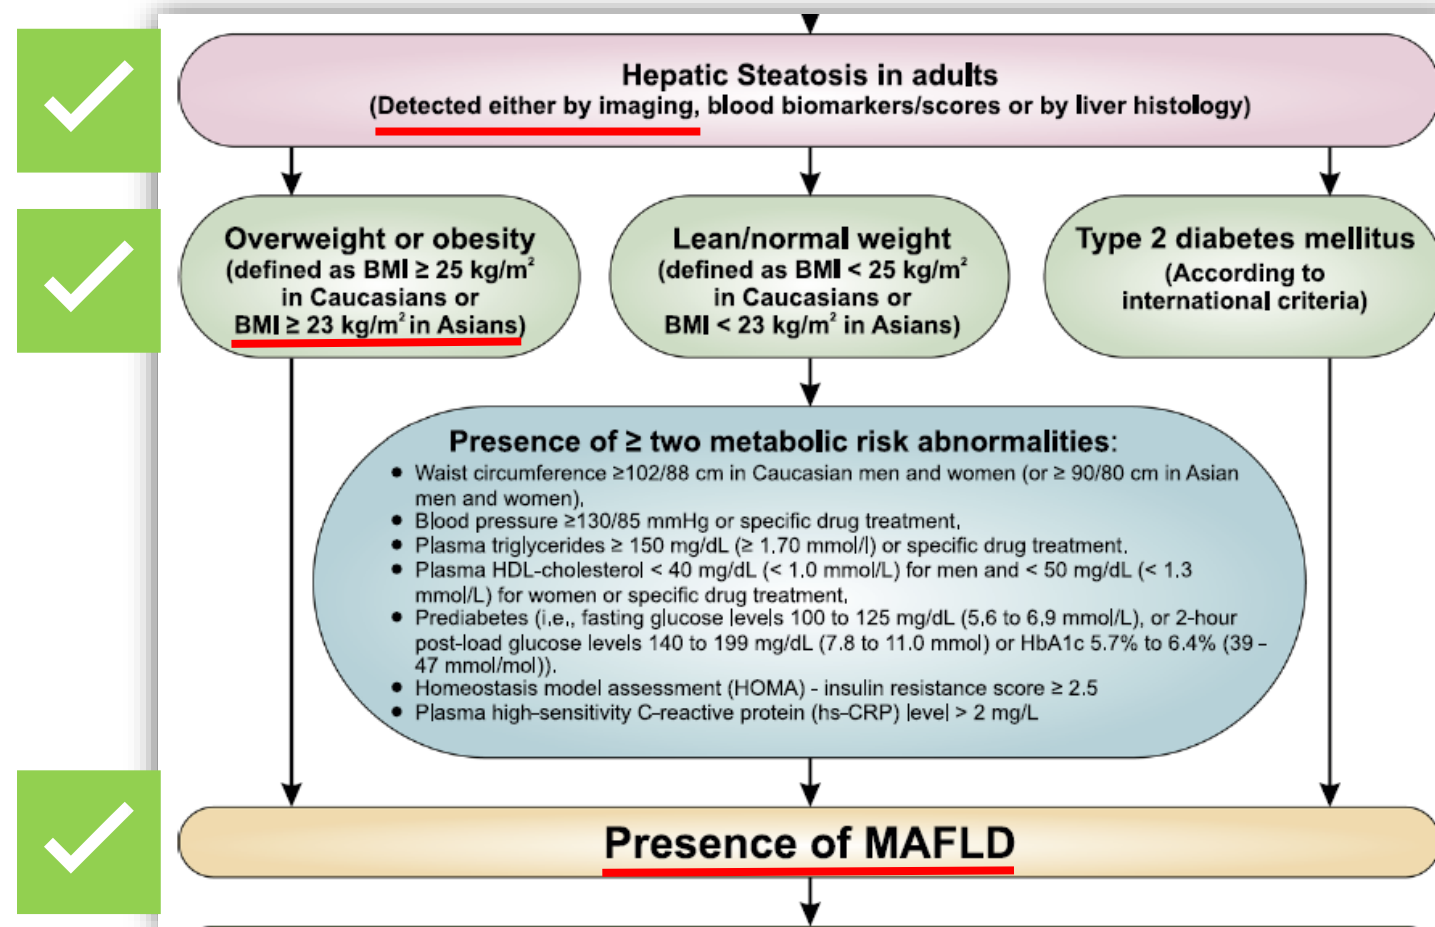 Hepatic Steatosis in adults
(Detected either by imaging, blood biomarkers/scores or by liver histology)
Overweight or obesity
(defined as BMI ≥ 25 kg/m²
in Caucasians or
BMI ≥ 23 kg/m² in Asians)
Lean/normal weight
(defined as BMI < 25 kg/m²
in Caucasians or
BMI < 23 kg/m² in Asians)
Type 2 diabetes mellitus
(According to
international criteria)
Presence of ≥ two metabolic risk abnormalities:
• Waist circumference ≥102/88 cm in Caucasian men and women (or ≥ 90/80 cm in Asian
men and women),
• Blood pressure ≥130/85 mmHg or specific drug treatment,
• Plasma triglycerides ≥ 150 mg/dL (≥ 1.70 mmol/l) or specific drug treatment.
• Plasma HDL-cholesterol < 40 mg/dL (< 1.0 mmol/L) for men and < 50 mg/dL (< 1.3
mmol/L) for women or specific drug treatment,
• Prediabetes (i.e., fasting glucose levels 100 to 125 mg/dL (5.6 to 6.9 mmol/L), or 2-hour
post-load glucose levels 140 to 199 mg/dL (7.8 to 11.0 mmol) or HbA1c 5.7% to 6.4% (39 –
47 mmol/mol)).
• Homeostasis model assessment (HOMA) - insulin resistance score ≥ 2.5
• Plasma high-sensitivity C-reactive protein (hs-CRP) level > 2 mg/L
Presence of MAFLD